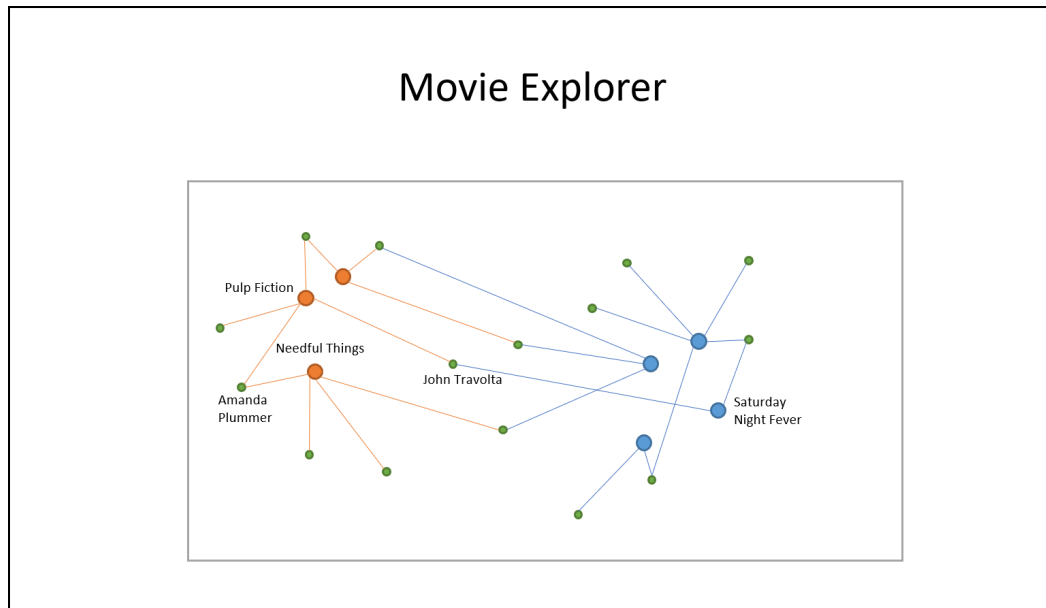 Movie Explorer
Pulp Fiction
Needful Things
John Travolta
Amanda
Plummer
Saturday
Night Fever